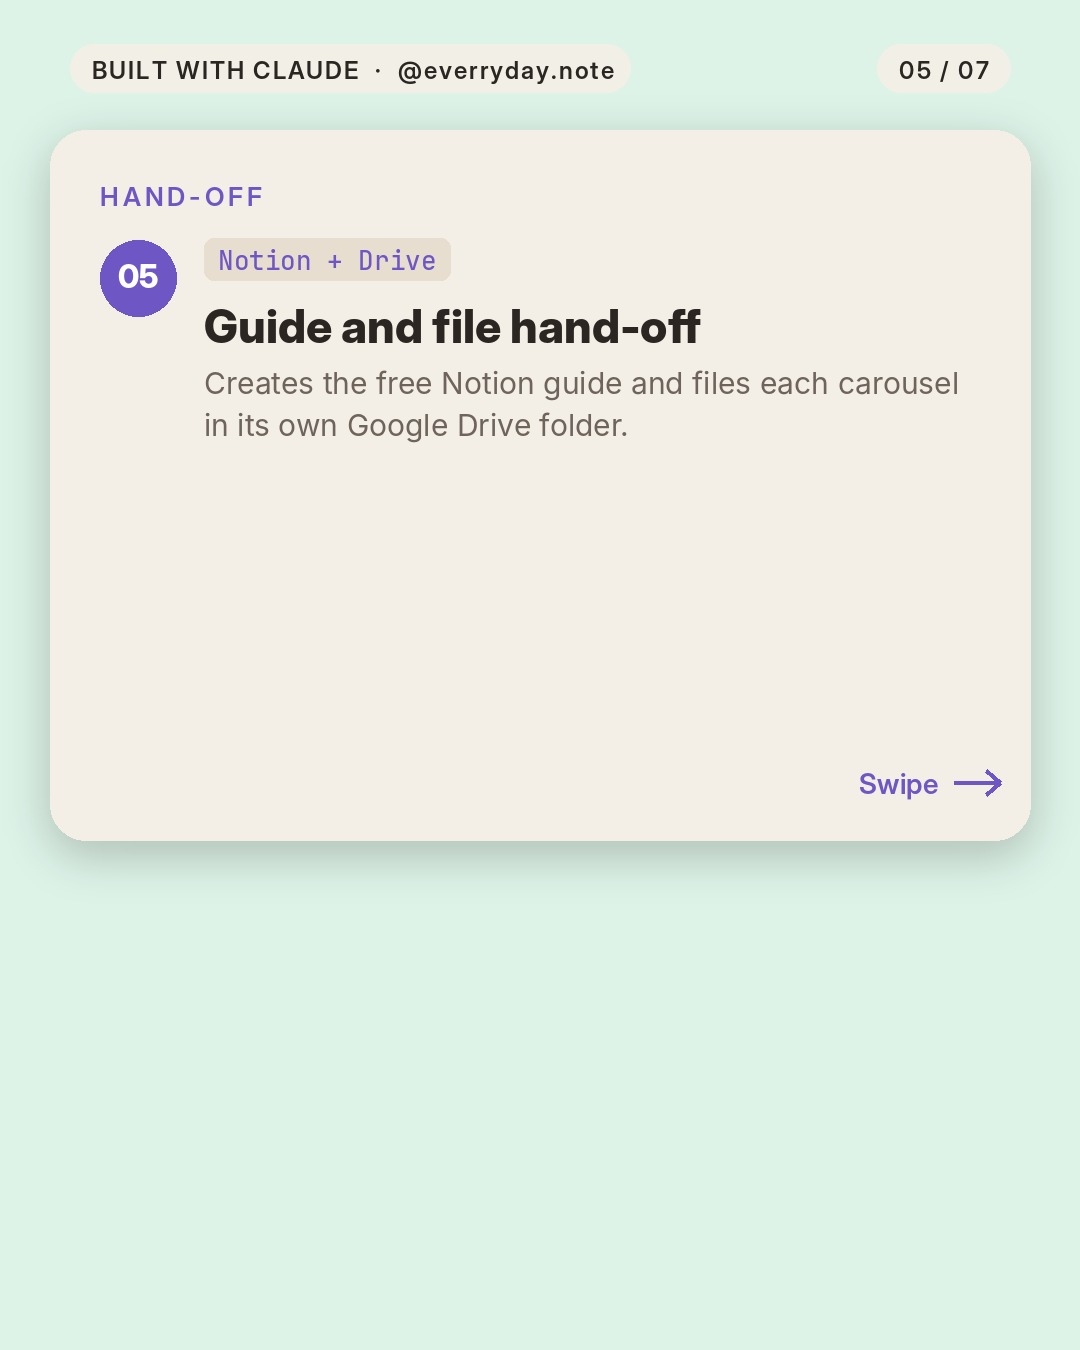 BUILT WITH CLAUDE · @everryday.note
05 / 07
HAND-OFF
05
Notion + Drive
Guide and file hand-off
Creates the free Notion guide and files each carousel
in its own Google Drive folder.
Swipe →